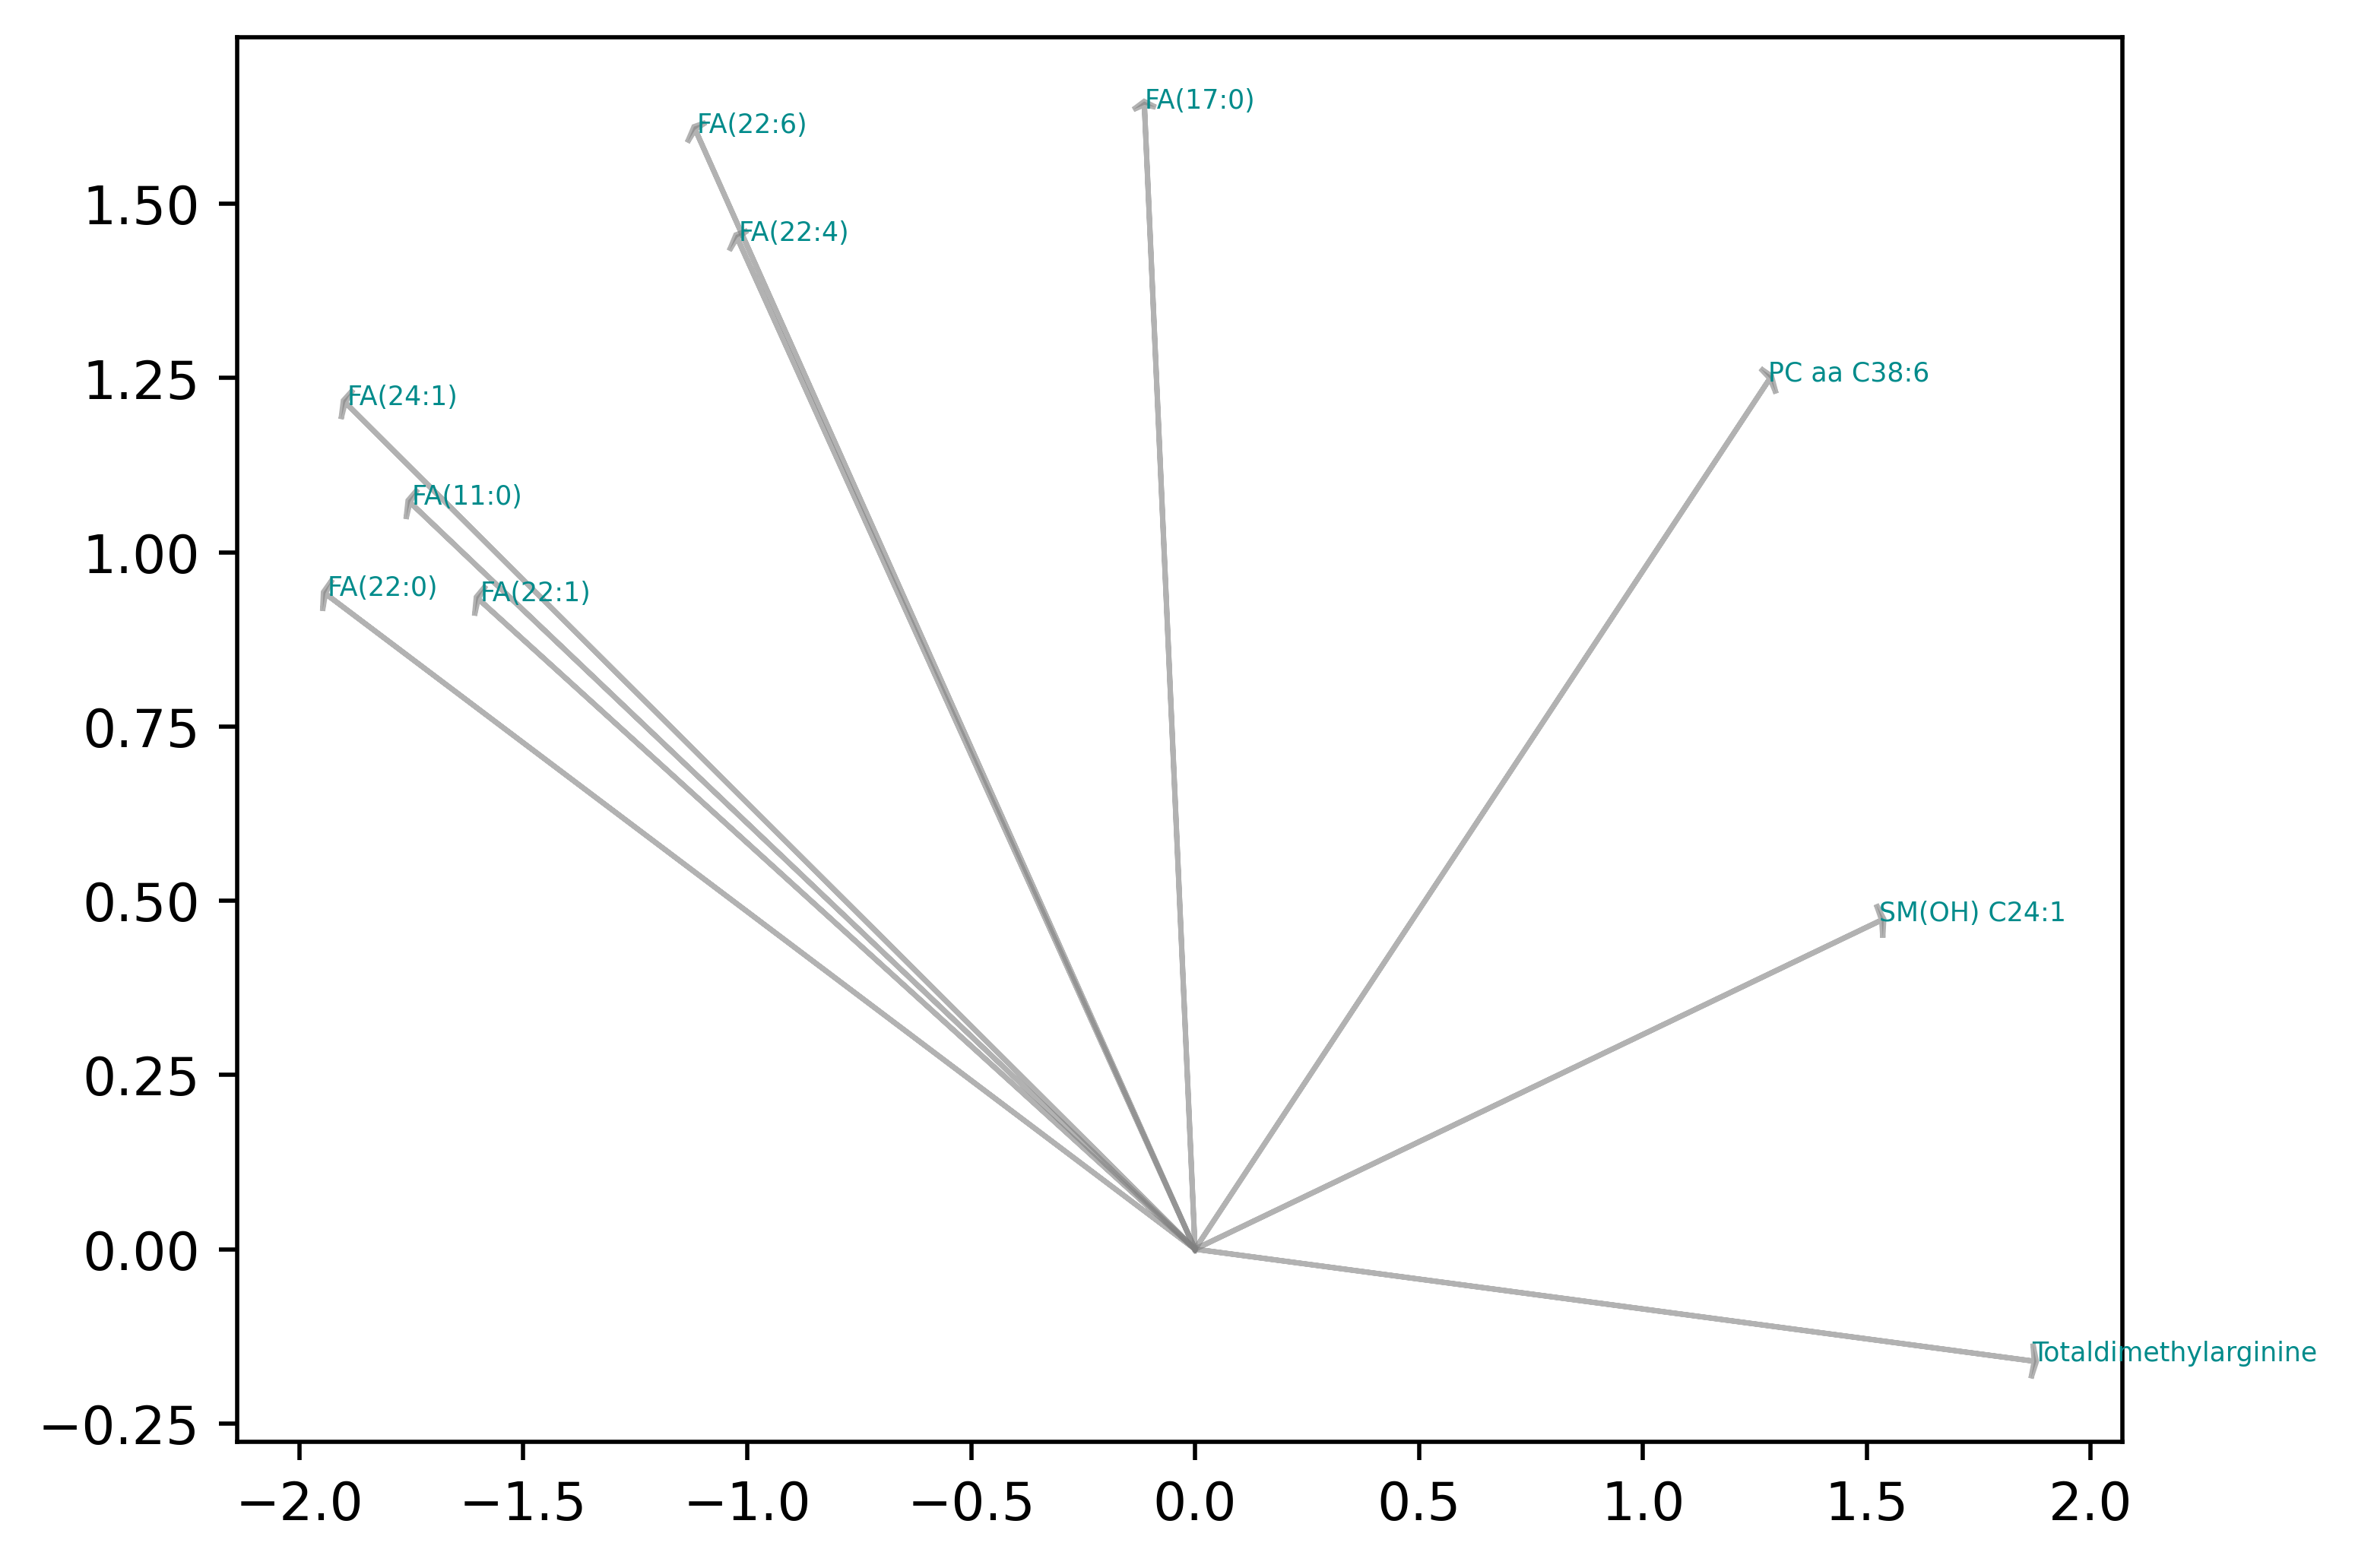 FA(17:0)
FA(22:6)
1.50
FA(22:4)
1.25
PC aa C38:6
FA(24:1)
FA(11:0)
1.00
FA(22:0)
FA(22:1)
0.75
0.50
SM(OH) C24:1
0.25
0.00
Totaldimethylarginine
−0.25
−2.0 −1.5 −1.0 −0.5 0.0 0.5 1.0 1.5 2.0